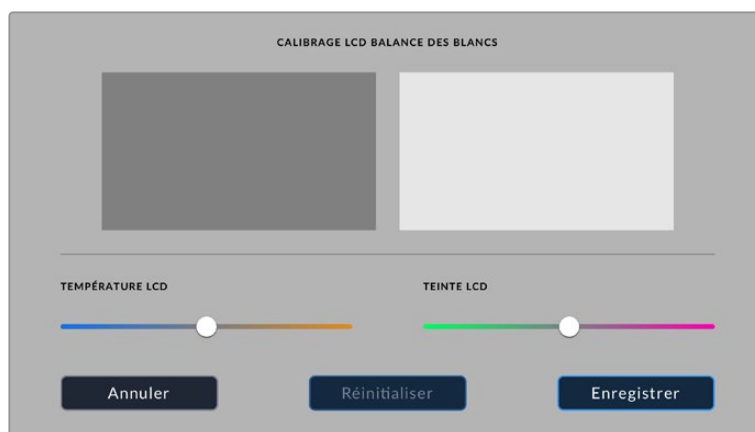 CALIBRAGE LCD BALANCE DES BLANCS
TEMPÉRATURE LCD
TEINTE LCD
Annuler
Réinitialiser
Enregistrer